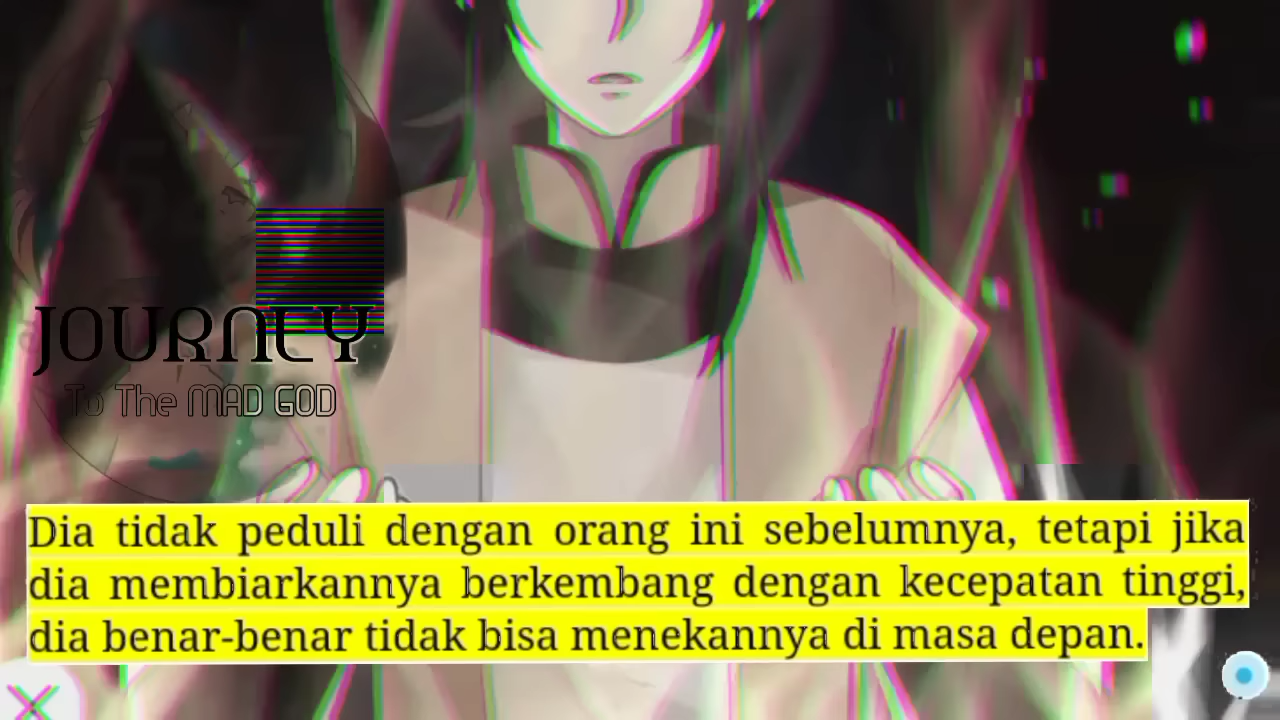 JOURNEY
To The MAD GOD
Dia tidak peduli dengan orang ini sebelumnya, tetapi jika
dia membiarkannya berkembang dengan kecepatan tinggi,
dia benar-benar tidak bisa menekannya di masa depan.